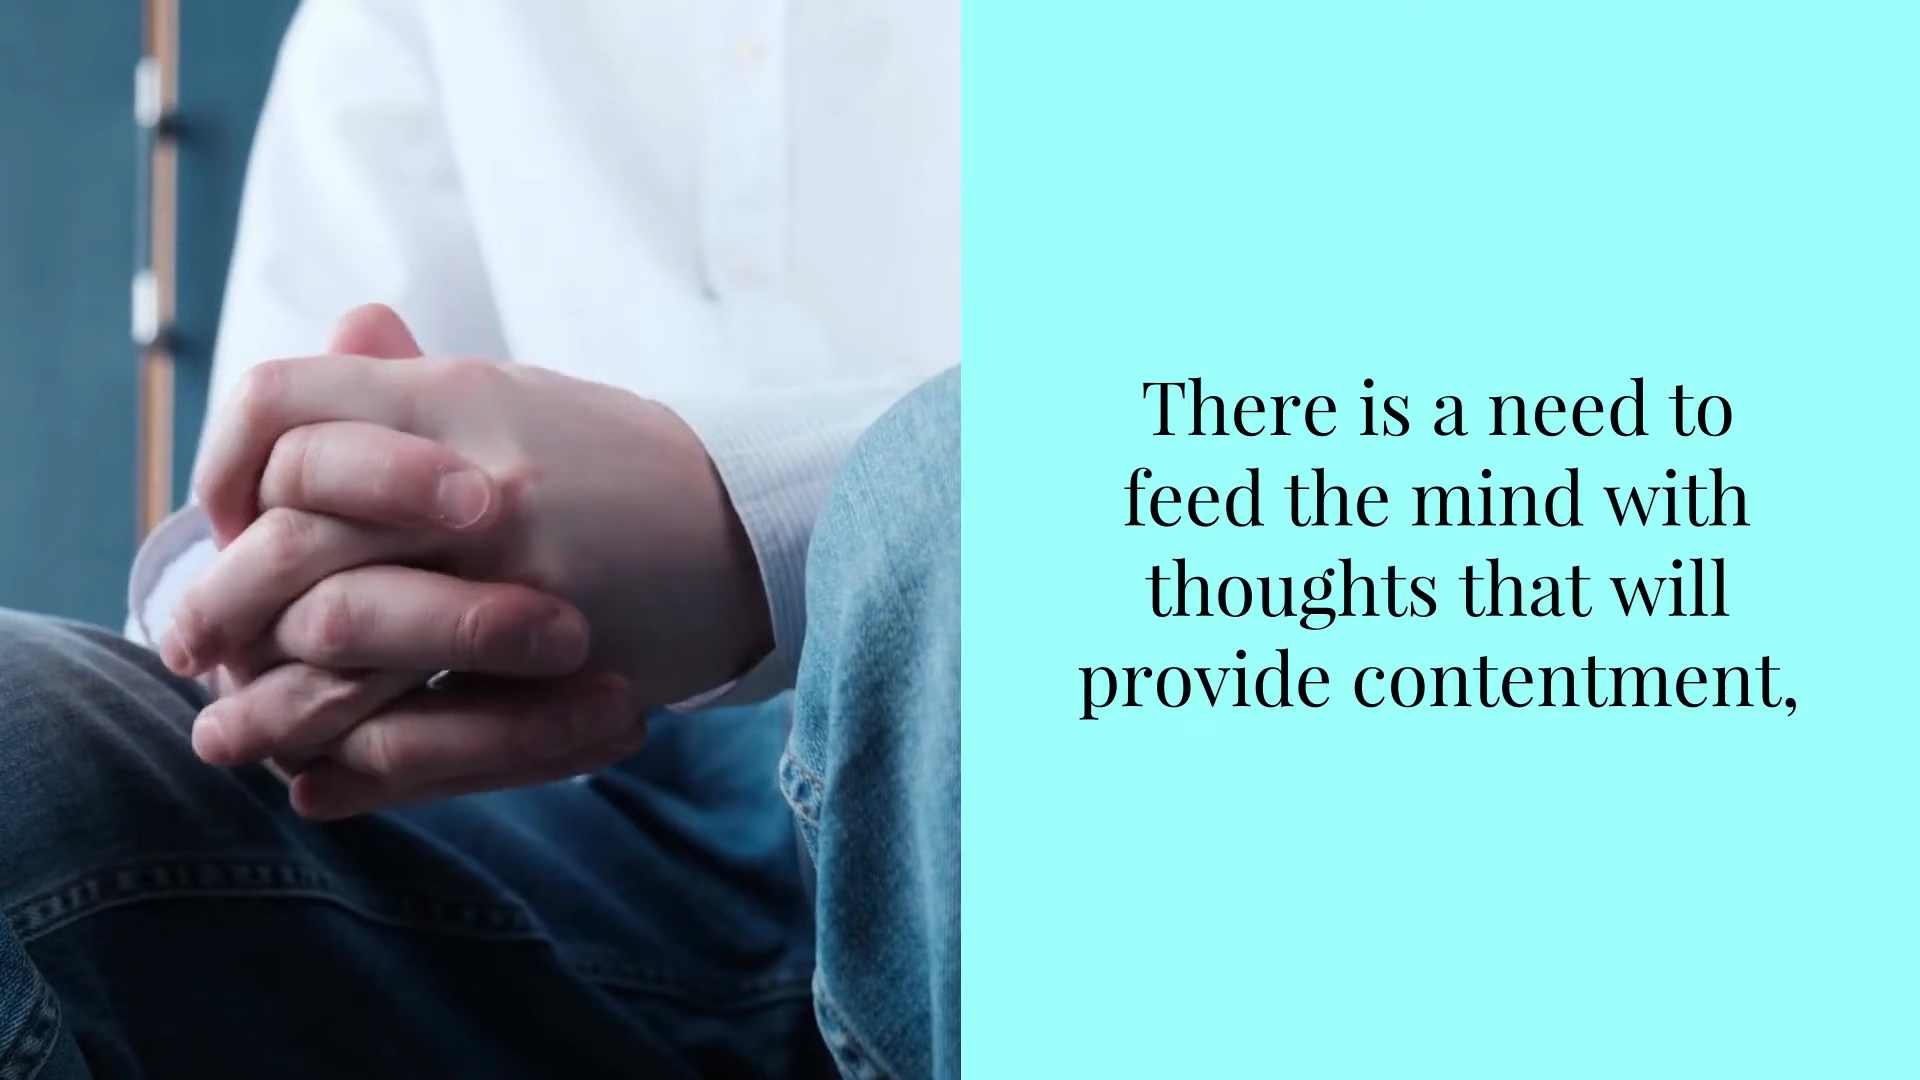 There is a need to
feed the mind with
thoughts that will
provide contentment,